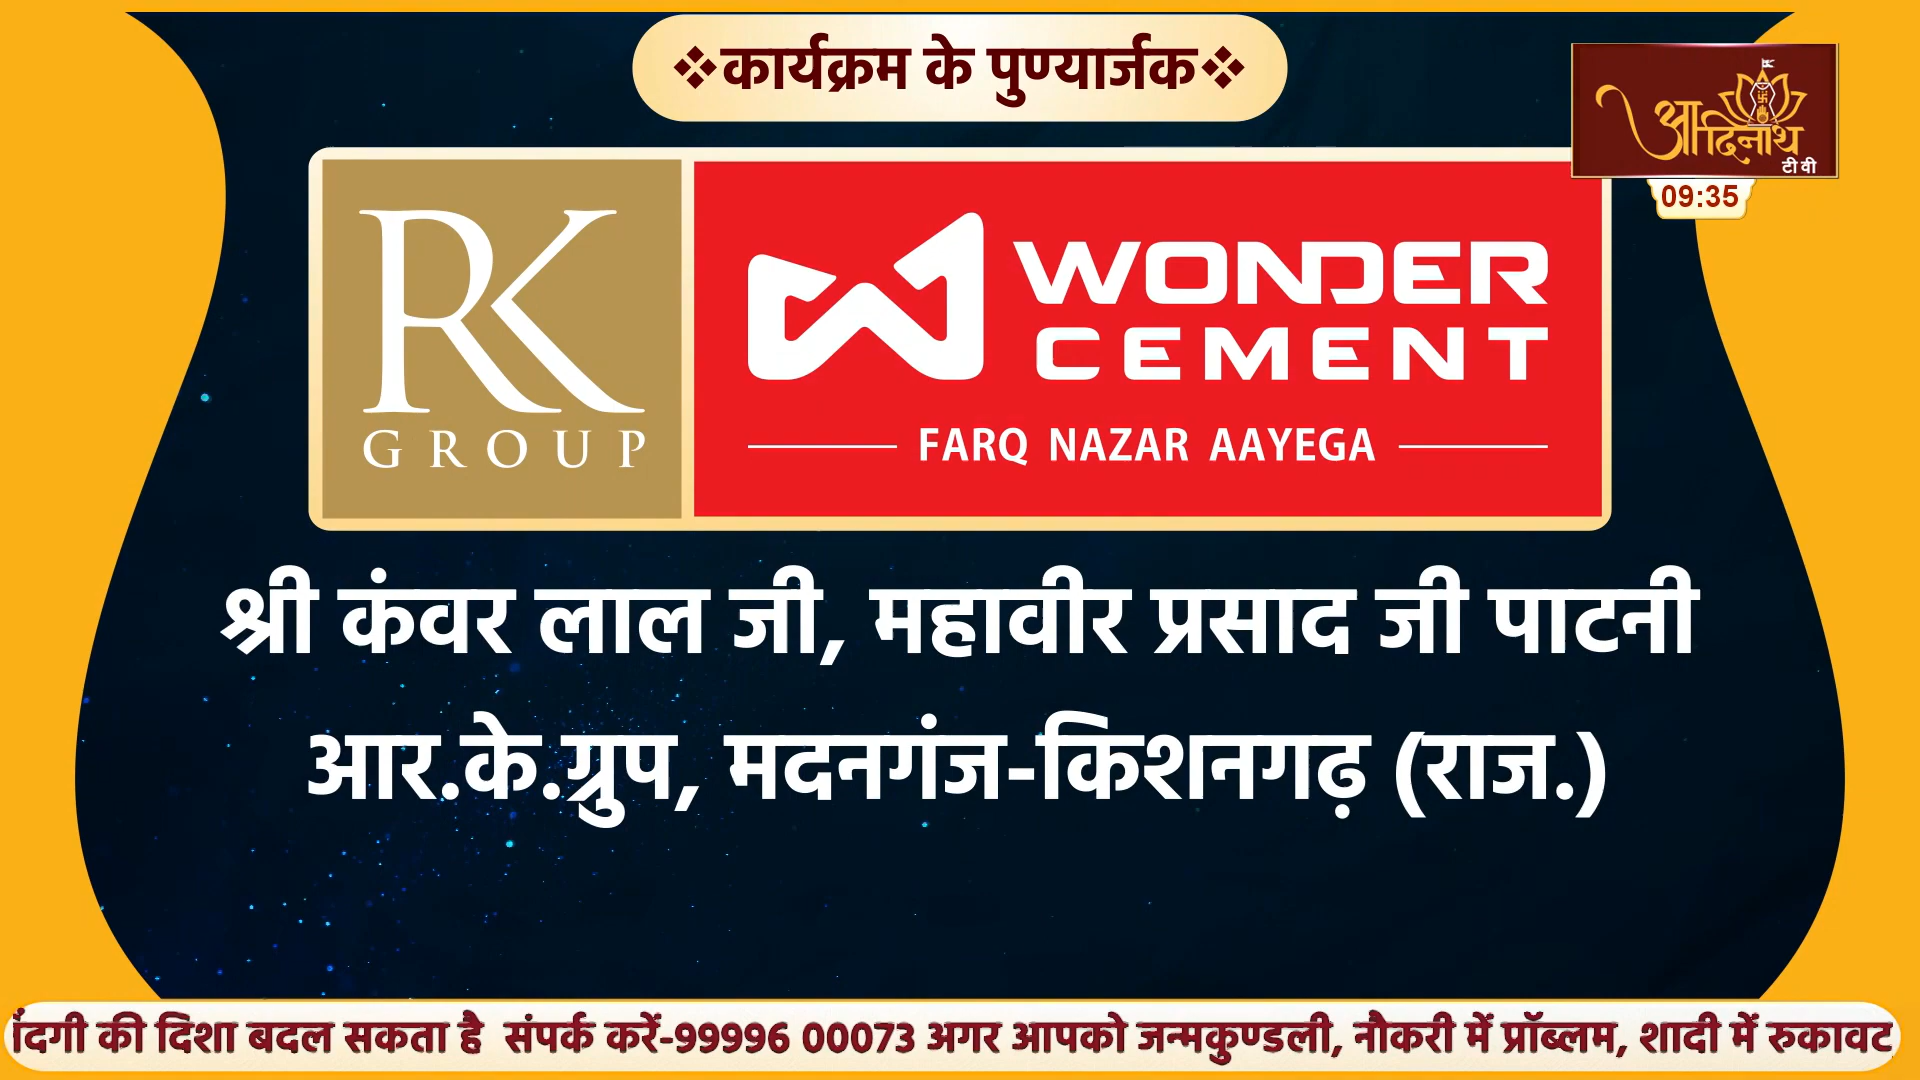 ❖कार्यक्रम के पुण्यार्जक❖
आदिनाथ
टी वी
09:35
RK
GROUP
WONDER
CEMENT
FARQ NAZAR AAYEGA
श्री कंवर लाल जी, महावीर प्रसाद जी पाटनी
आर.के.ग्रुप, मदनगंज-किशनगढ़ (राज.)
दगी की दिशा बदल सकता है संपर्क करें-99996 00073 अगर आपको जन्मकुण्डली, नौकरी में प्रॉब्लम, शादी में रुकावट